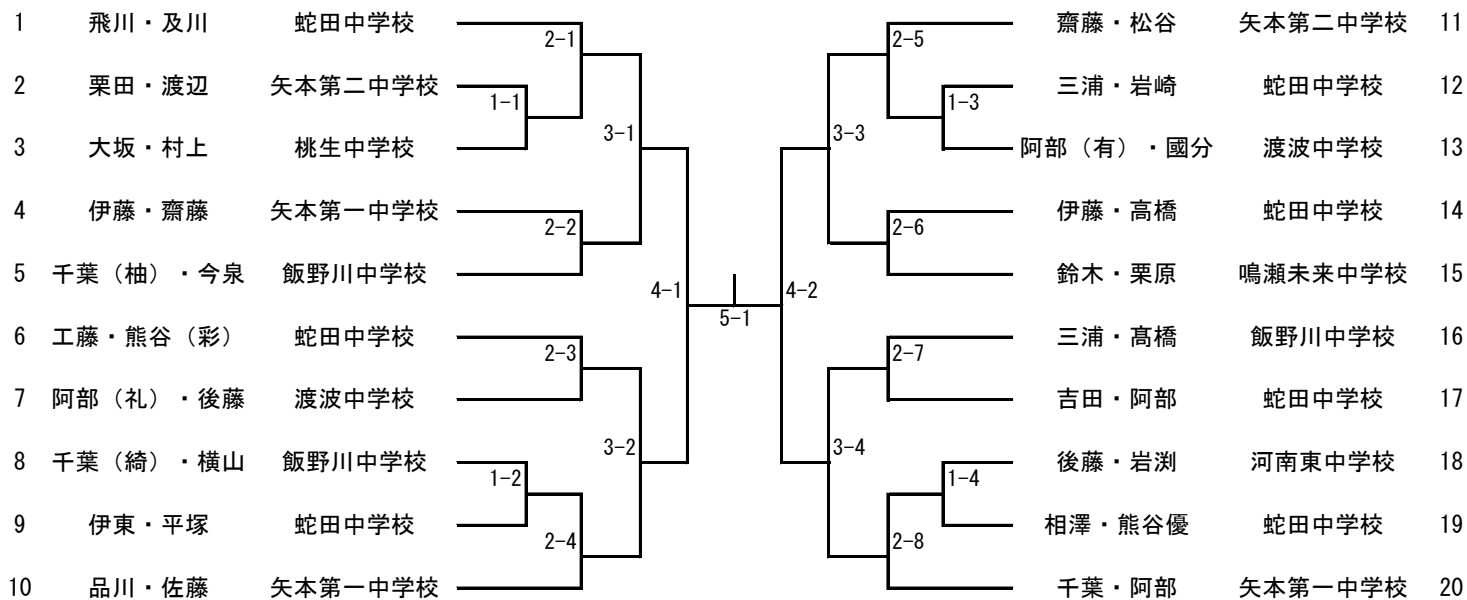 1 飛川・及川 蛇田中学校
2-1
2 栗田・渡辺 矢本第二中学校
1-1
3-1
3 大坂・村上 桃生中学校
4 伊藤・齋藤 矢本第一中学校
2-2
5 千葉（柚）・今泉 飯野川中学校
4-1
6 工藤・熊谷（彩） 蛇田中学校
2-3
7 阿部（礼）・後藤 渡波中学校
3-2
8 千葉（綺）・横山 飯野川中学校
1-2
9 伊東・平塚 蛇田中学校
2-4
10 品川・佐藤 矢本第一中学校
5-1
齋藤・松谷 矢本第二中学校 11
2-5
三浦・岩崎 蛇田中学校 12
1-3
3-3
阿部（有）・國分 渡波中学校 13
伊藤・高橋 蛇田中学校 14
2-6
鈴木・栗原 鳴瀬未来中学校 15
4-2
三浦・髙橋 飯野川中学校 16
2-7
吉田・阿部 蛇田中学校 17
3-4
後藤・岩渕 河南東中学校 18
1-4
相澤・熊谷優 蛇田中学校 19
2-8
千葉・阿部 矢本第一中学校 20